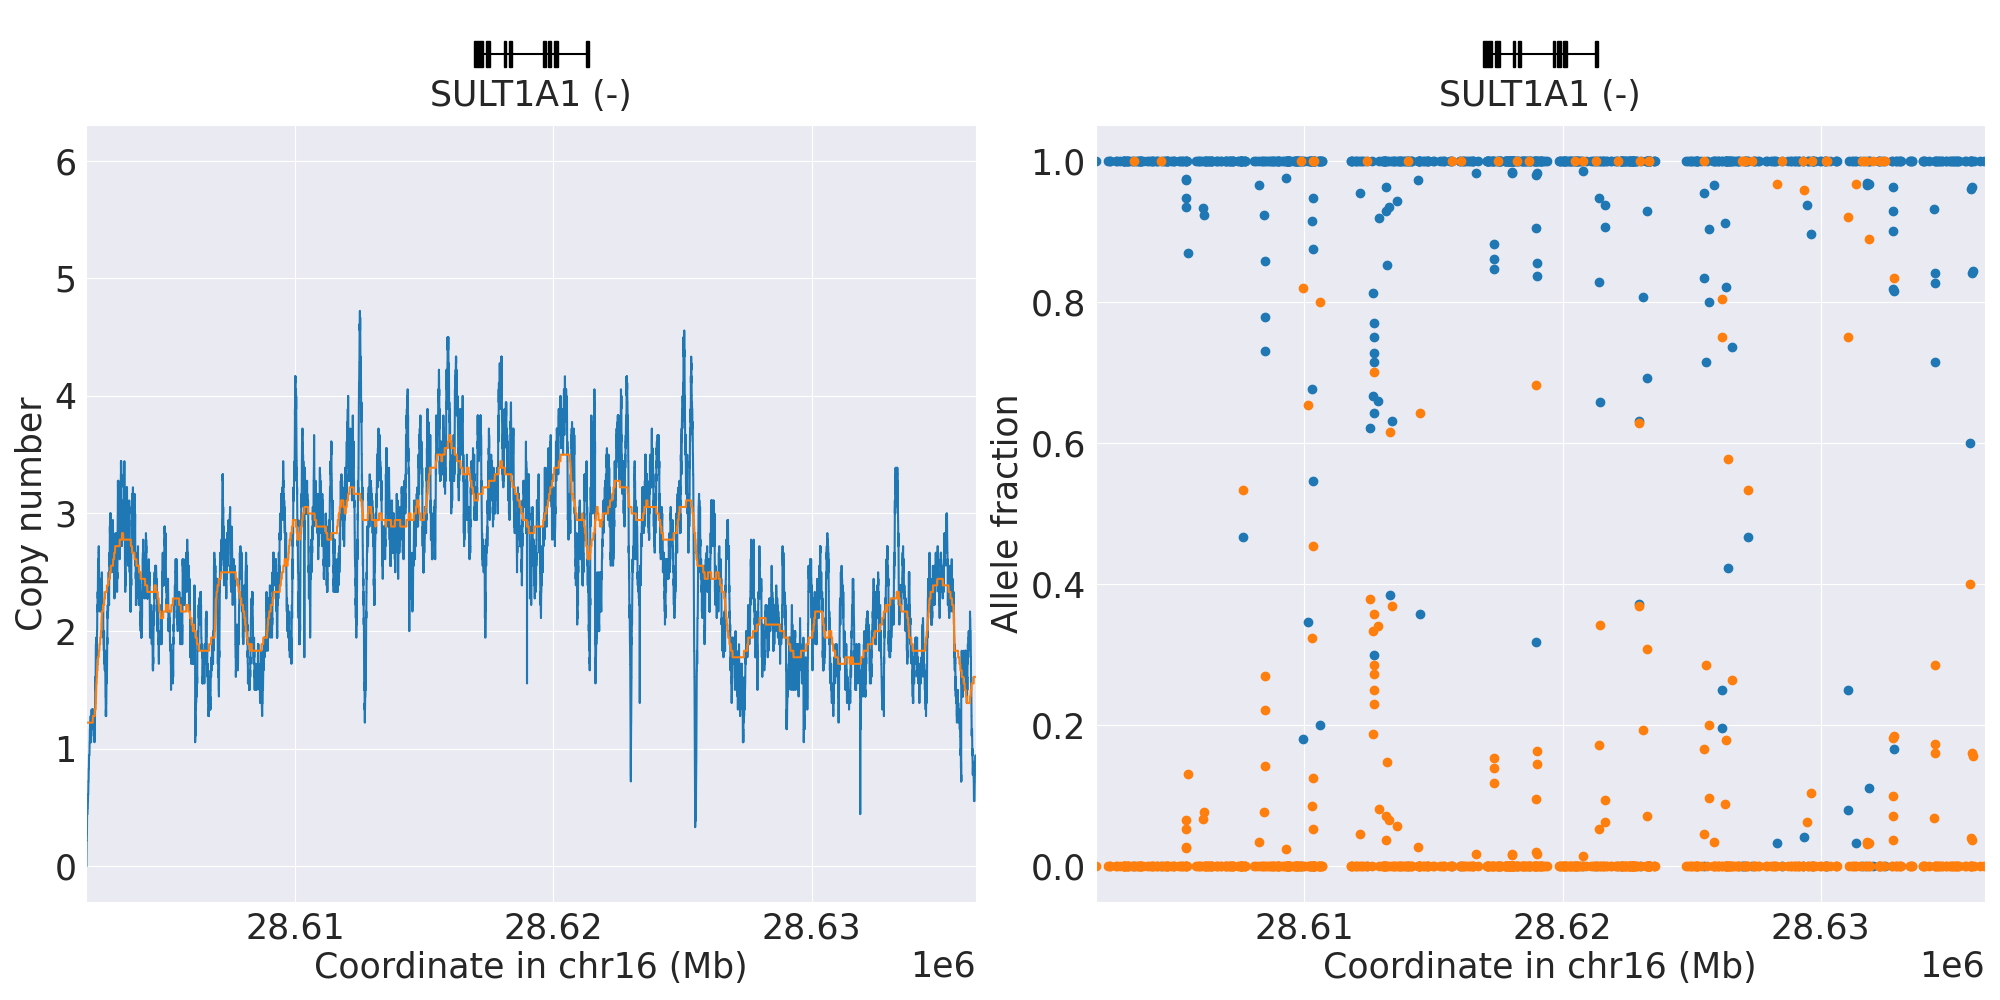 SULT1A1 (-)
6
5
4
3
2
1
0
Copy number
28.61
28.62
28.63
Coordinate in chr16 (Mb)
1e6
SULT1A1 (-)
1.0
0.8
0.6
0.4
0.2
0.0
Allele fraction
28.61
28.62
28.63
Coordinate in chr16 (Mb)
1e6